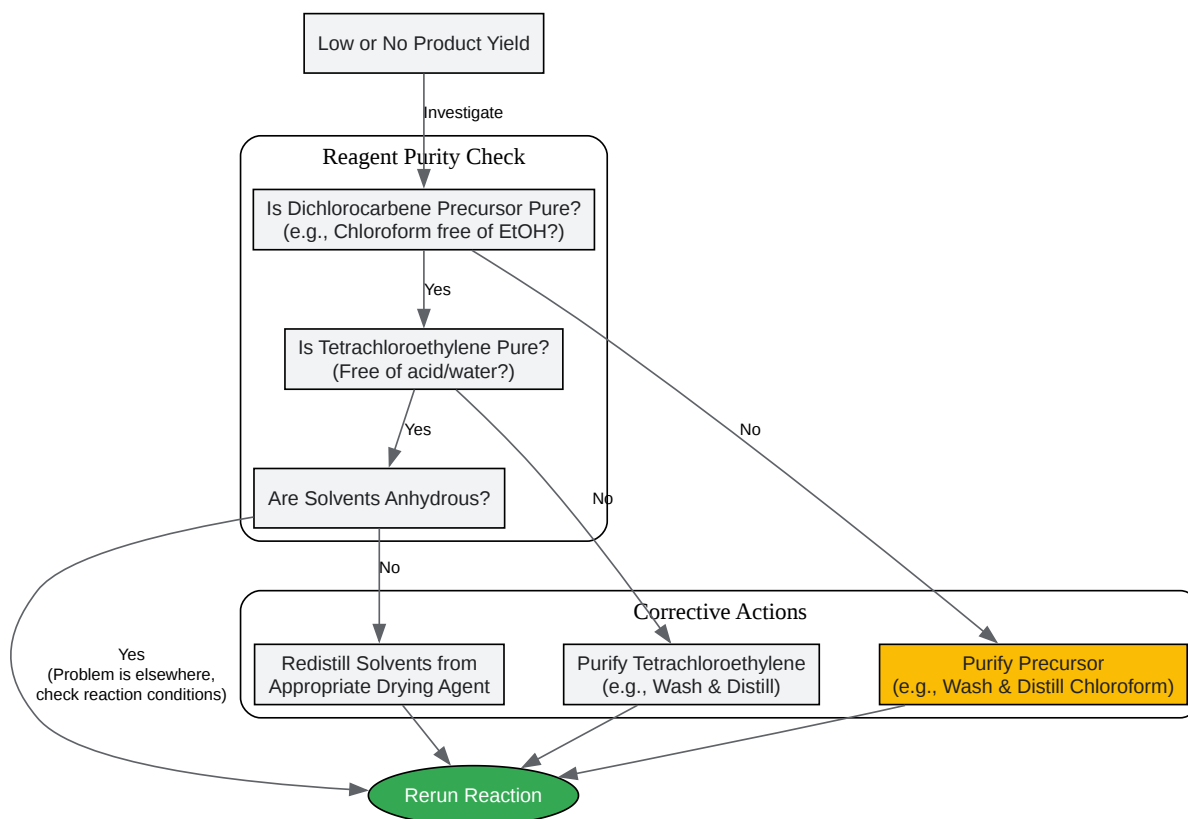 Low or No Product Yield
Investigate
Reagent Purity Check
Is Dichlorocarbene Precursor Pure?
(e.g., Chloroform free of EtOH?)
Yes
Is Tetrachloroethylene Pure?
(Free of acid/water?)
Yes
No
Are Solvents Anhydrous?
No
No
Corrective Actions
Yes
(Problem is elsewhere,
check reaction conditions)
Redistill Solvents from
Appropriate Drying Agent
Purify Tetrachloroethylene
(e.g., Wash & Distill)
Purify Precursor
(e.g., Wash & Distill Chloroform)
Rerun Reaction